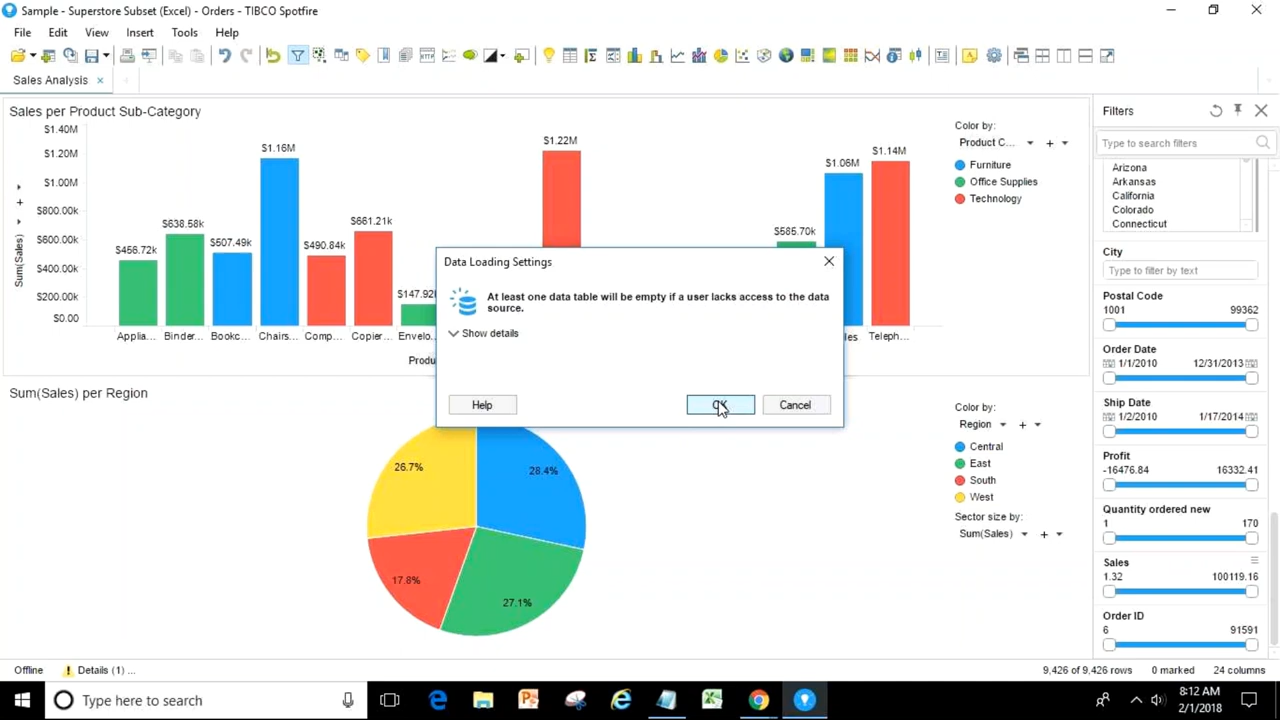 Sample - Superstore Subset (Excel) - Orders - TIBCO Spotfire
File Edit View Insert Tools Help
Sales Analysis
Sales per Product Sub-Category
$1.40M
$1.20M
$1.00M
$800.00k
$600.00k
$400.00k
$200.00k
$0.00
Sum(Sales)
$456.72k
$638.58k
$507.49k
$1.16M
$490.84k
$661.21k
$147.92k
$1.22M
$585.70k
$1.06M
$1.14M
Applia... Binder... Bookc... Chairs... Comp... Copier... Envelo... les Teleph...
Produ
Color by:
Product C...
Furniture
Office Supplies
Technology
Data Loading Settings
At least one data table will be empty if a user lacks access to the data
source.
Show details
Help OK Cancel
Sum(Sales) per Region
26.7%
28.4%
17.8%
27.1%
Color by:
Region
Central
East
South
West
Sector size by:
Sum(Sales)
Filters
Type to search filters
Arizona
Arkansas
California
Colorado
Connecticut
City
Type to filter by text
Postal Code
1001 99362
Order Date
1/1/2010 12/31/2013
Ship Date
1/2/2010 1/17/2014
Profit
-16476.84 16332.41
Quantity ordered new
1 170
Sales
1.32 100119.16
Order ID
6 91591
Offline Details (1) ... 9,426 of 9,426 rows 0 marked 24 columns
Type here to search
8:12 AM
2/1/2018